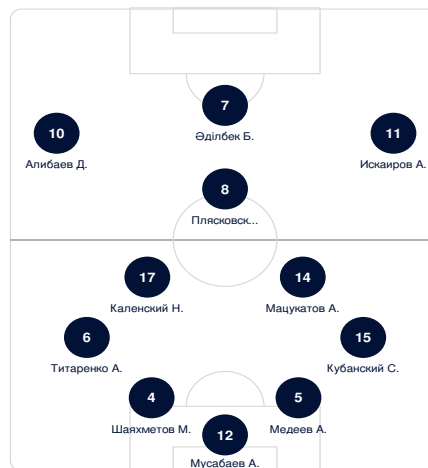 7
Әділбек Б.
10
Алибаев Д.
11
Искаиров А.
8
Плясковск...
17
Каленский Н.
14
Мацукатов А.
6
Титаренко А.
15
Кубанский С.
4
Шаяхметов М.
5
Медеев А.
12
Мусабаев А.